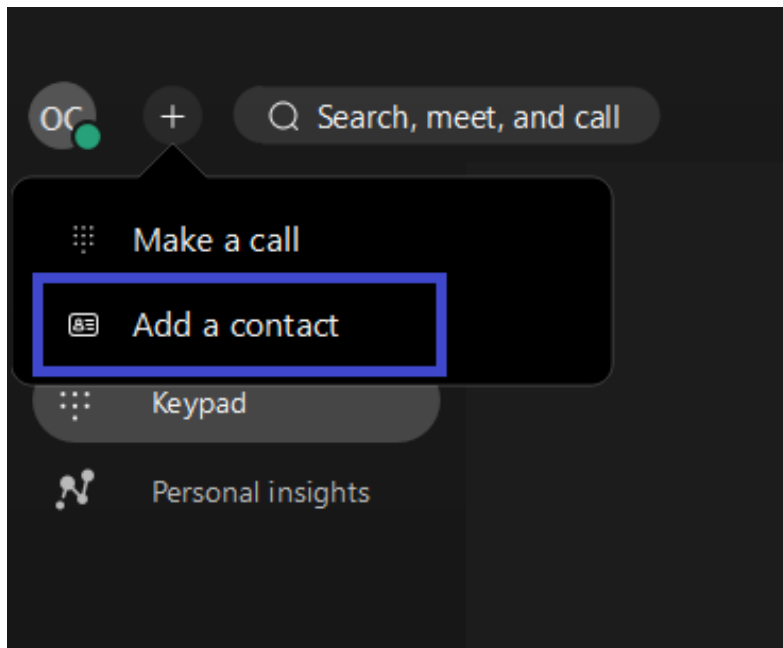 OC
Search, meet, and call
Make a call
Add a contact
Keypad
Personal insights